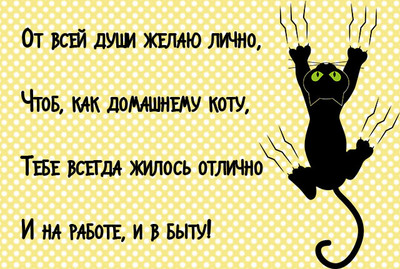 От всей души желаю лично,
Чтоб, как домашнему коту,
Тебе всегда жилось отлично
И на работе, и в быту!